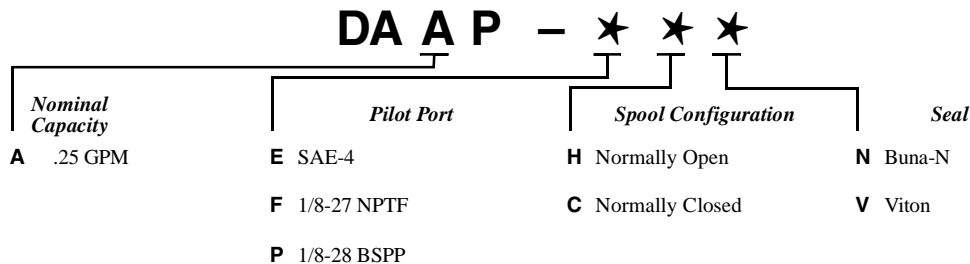 DA A P – * * *
Nominal
Capacity
Pilot Port
Spool Configuration
Seal
A .25 GPM
E SAE-4
H Normally Open
N Buna-N
F 1/8-27 NPTF
C Normally Closed
V Viton
P 1/8-28 BSPP